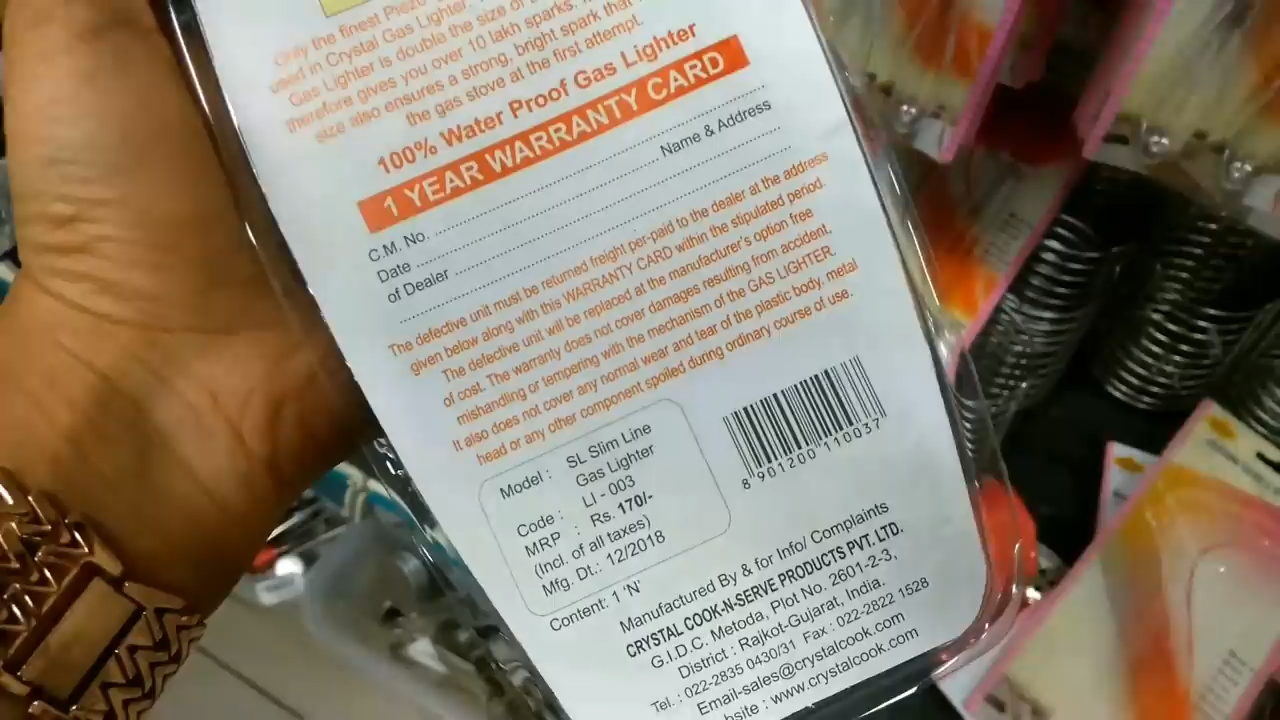 Only the finest Piezo
used in Crystal Gas Lighter.
Gas Lighter is double the size of
therefore gives you over 10 lakh sparks.
size also ensures a strong, bright spark that
the gas stove at the first attempt.
100% Water Proof Gas Lighter
1 YEAR WARRANTY CARD
C.M. No.
Date
Name & Address
of Dealer
The defective unit must be returned freight per-paid to the dealer at the address
given below along with this WARRANTY CARD within the stipulated period.
The defective unit will be replaced at the manufacturer's option free
of cost. The warranty does not cover damages resulting from accident,
mishandling or tempering with the mechanism of the GAS LIGHTER.
It also does not cover any normal wear and tear of the plastic body, metal
head or any other component spoiled during ordinary course of use.
Model : SL Slim Line
Gas Lighter
Code : LI - 003
MRP : Rs. 170/-
(Incl. of all taxes)
Mfg. Dt.: 12/2018
Content: 1 'N'
8 901200 110037
Manufactured By & for Info/ Complaints
CRYSTAL COOK-N-SERVE PRODUCTS PVT. LTD.
G.I.D.C. Metoda, Plot No. 2601-2-3,
District : Rajkot-Gujarat, India.
Tel. : 022-2835 0430/31 Fax : 022-2822 1528
Email-sales@crystalcook.com
bsite : www.crystalcook.com